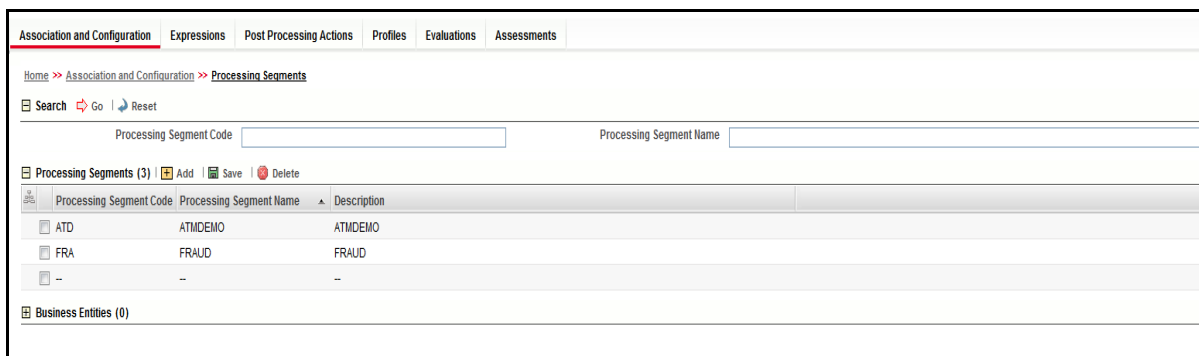 Association and Configuration Expressions Post Processing Actions Profiles Evaluations Assessments
Home >> Association and Configuration >> Processing Segments
Search Go | Reset
Processing Segment Code Processing Segment Name
Processing Segments (3) | Add | Save | Delete
Processing Segment Code Processing Segment Name Description
ATD ATMDEMO ATMDEMO
FRA FRAUD FRAUD
-- -- --
Business Entities (0)